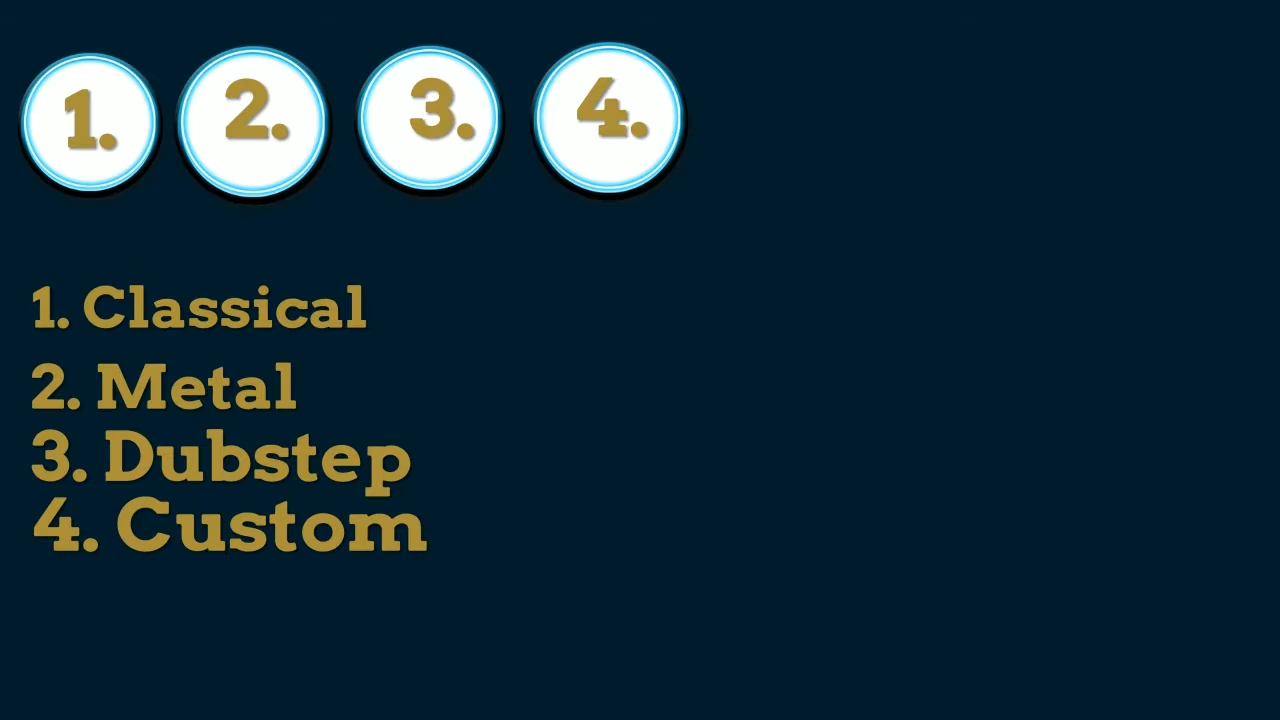 1. 2. 3. 4.
1. Classical
2. Metal
3. Dubstep
4. Custom